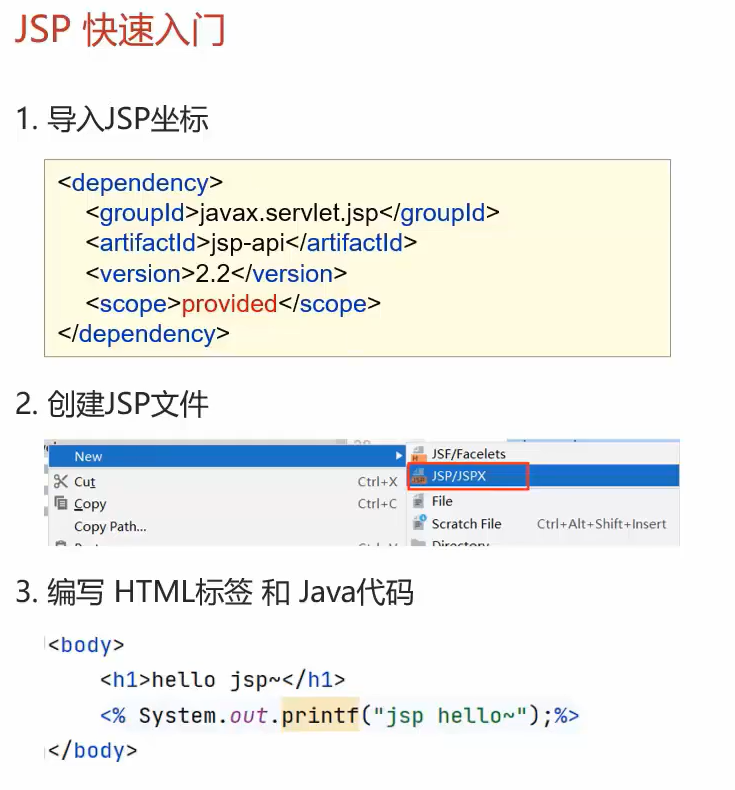 JSP 快速入门
1. 导入JSP坐标
<dependency>
<groupId>javax.servlet.jsp</groupId>
<artifactId>jsp-api</artifactId>
<version>2.2</version>
<scope>provided</scope>
</dependency>
2. 创建JSP文件
New
Cut Ctrl+X
Copy Ctrl+C
Copy Path...
JSF/Facelets
JSP/JSPX
File
Scratch File Ctrl+Alt+Shift+Insert
Directory
3. 编写 HTML标签 和 Java代码
<body>
<h1>hello jsp~</h1>
<% System.out.printf("jsp hello~");%>
</body>